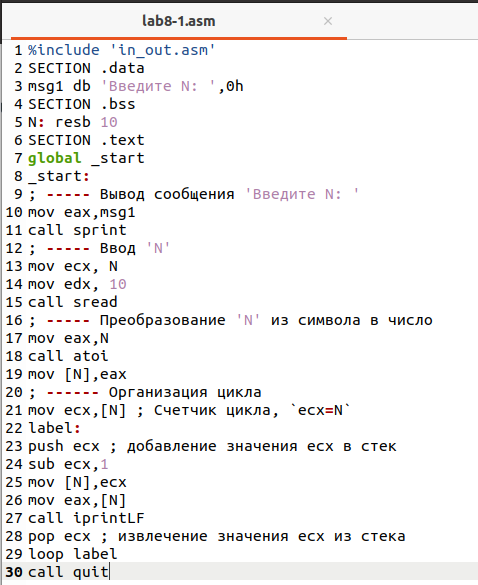 lab8-1.asm ×
1 %include 'in_out.asm'
2 SECTION .data
3 msg1 db 'Введите N: ',0h
4 SECTION .bss
5 N: resb 10
6 SECTION .text
7 global _start
8 _start:
9 ; ----- Вывод сообщения 'Введите N: '
10 mov eax,msg1
11 call sprint
12 ; ----- Ввод 'N'
13 mov ecx, N
14 mov edx, 10
15 call sread
16 ; ----- Преобразование 'N' из символа в число
17 mov eax,N
18 call atoi
19 mov [N],eax
20 ; ------ Организация цикла
21 mov ecx,[N] ; Счетчик цикла, `ecx=N`
22 label:
23 push ecx ; добавление значения ecx в стек
24 sub ecx,1
25 mov [N],ecx
26 mov eax,[N]
27 call iprintLF
28 pop ecx ; извлечение значения ecx из стека
29 loop label
30 call quit